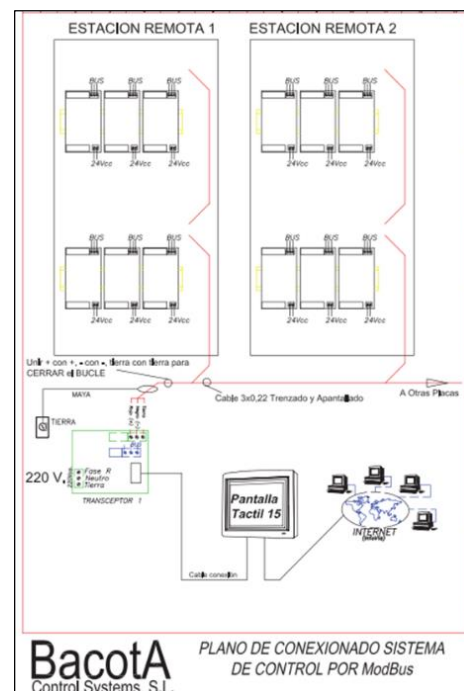 ESTACION REMOTA 1
ESTACION REMOTA 2
BUS BUS BUS
BUS BUS BUS
24Vcc 24Vcc 24Vcc
24Vcc 24Vcc 24Vcc
BUS BUS BUS
BUS BUS BUS
24Vcc 24Vcc 24Vcc
24Vcc 24Vcc 24Vcc
Unir + con +, - con -, tierra con tierra para
CERRAR el BUCLE
MAYA
Cable 3x0,22 Trenzado y Apantallado
A Otras Placas
TIERRA
220 V.
Fase R
Neutro
Tierra
TRANSCEPTOR 1
Pantalla
Tactil 15
INTERNET
Cable conexión
BacotA
Control Systems, S.L.
PLANO DE CONEXIONADO SISTEMA
DE CONTROL POR ModBus